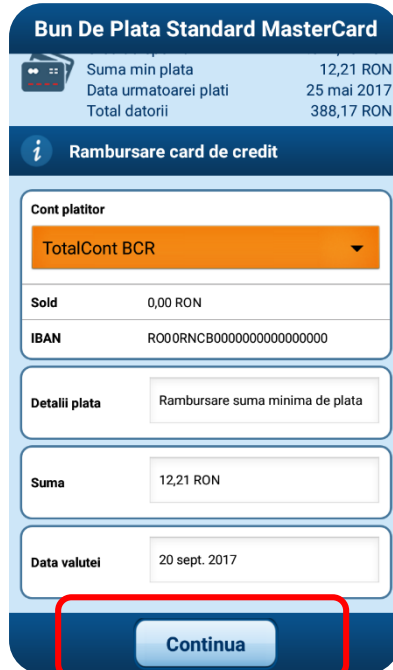 Bun De Plata Standard MasterCard
Suma min plata 12,21 RON
Data urmatoarei plati 25 mai 2017
Total datorii 388,17 RON
i Rambursare card de credit
Cont platitor
TotalCont BCR
Sold 0,00 RON
IBAN RO00RNCB0000000000000000
Detalii plata Rambursare suma minima de plata
Suma 12,21 RON
Data valutei 20 sept. 2017
Continua